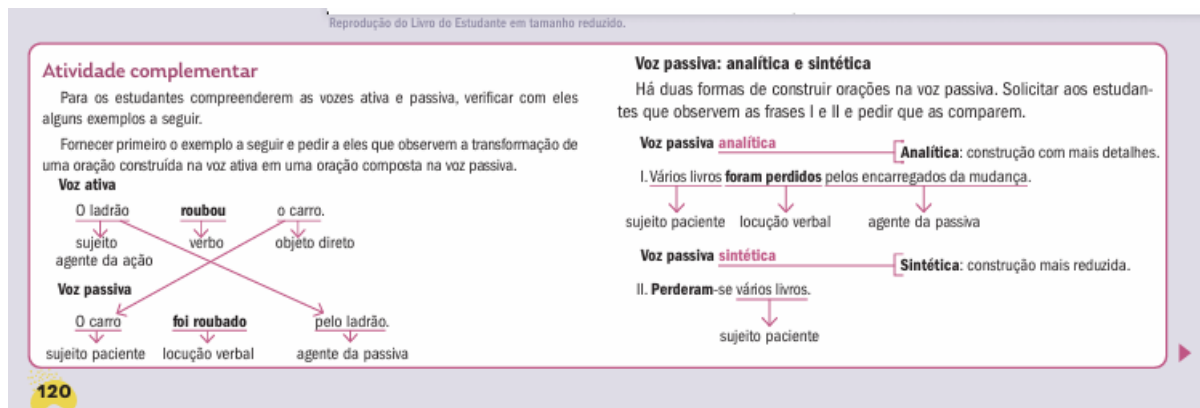 Reprodução do Livro do Estudante em tamanho reduzido.
Atividade complementar
Para os estudantes compreenderem as vozes ativa e passiva, verificar com eles
alguns exemplos a seguir.
Fornecer primeiro o exemplo a seguir e pedir a eles que observem a transformação de
uma oração construída na voz ativa em uma oração composta na voz passiva.
Voz ativa
O ladrão roubou o carro.
sujeito verbo objeto direto
agente da ação
Voz passiva
O carro foi roubado pelo ladrão.
sujeito paciente locução verbal agente da passiva
Voz passiva: analítica e sintética
Há duas formas de construir orações na voz passiva. Solicitar aos estudan-
tes que observem as frases I e II e pedir que as comparem.
Voz passiva analítica
Analítica: construção com mais detalhes.
I. Vários livros foram perdidos pelos encarregados da mudança.
sujeito paciente locução verbal agente da passiva
Voz passiva sintética
Sintética: construção mais reduzida.
II. Perderam-se vários livros.
sujeito paciente
120